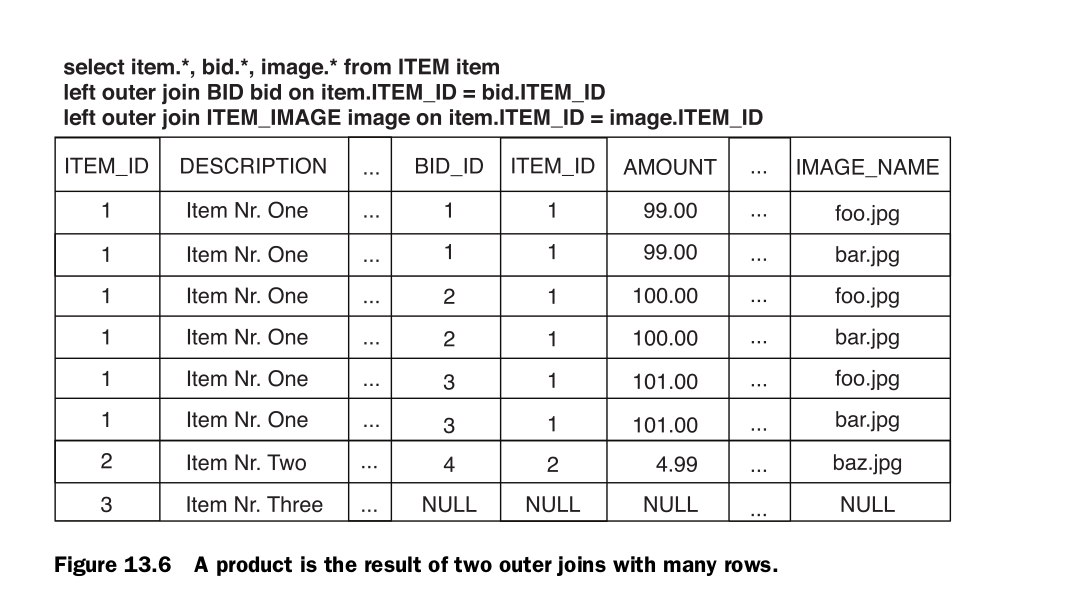 select item.*, bid.*, image.* from ITEM item
left outer join BID bid on item.ITEM_ID = bid.ITEM_ID
left outer join ITEM_IMAGE image on item.ITEM_ID = image.ITEM_ID
ITEM_ID DESCRIPTION ... BID_ID ITEM_ID AMOUNT ... IMAGE_NAME
1 Item Nr. One ... 1 1 99.00 ... foo.jpg
1 Item Nr. One ... 1 1 99.00 ... bar.jpg
1 Item Nr. One ... 2 1 100.00 ... foo.jpg
1 Item Nr. One ... 2 1 100.00 ... bar.jpg
1 Item Nr. One ... 3 1 101.00 ... foo.jpg
1 Item Nr. One ... 3 1 101.00 ... bar.jpg
2 Item Nr. Two ... 4 2 4.99 ... baz.jpg
3 Item Nr. Three ... NULL NULL NULL ... NULL
Figure 13.6 A product is the result of two outer joins with many rows.